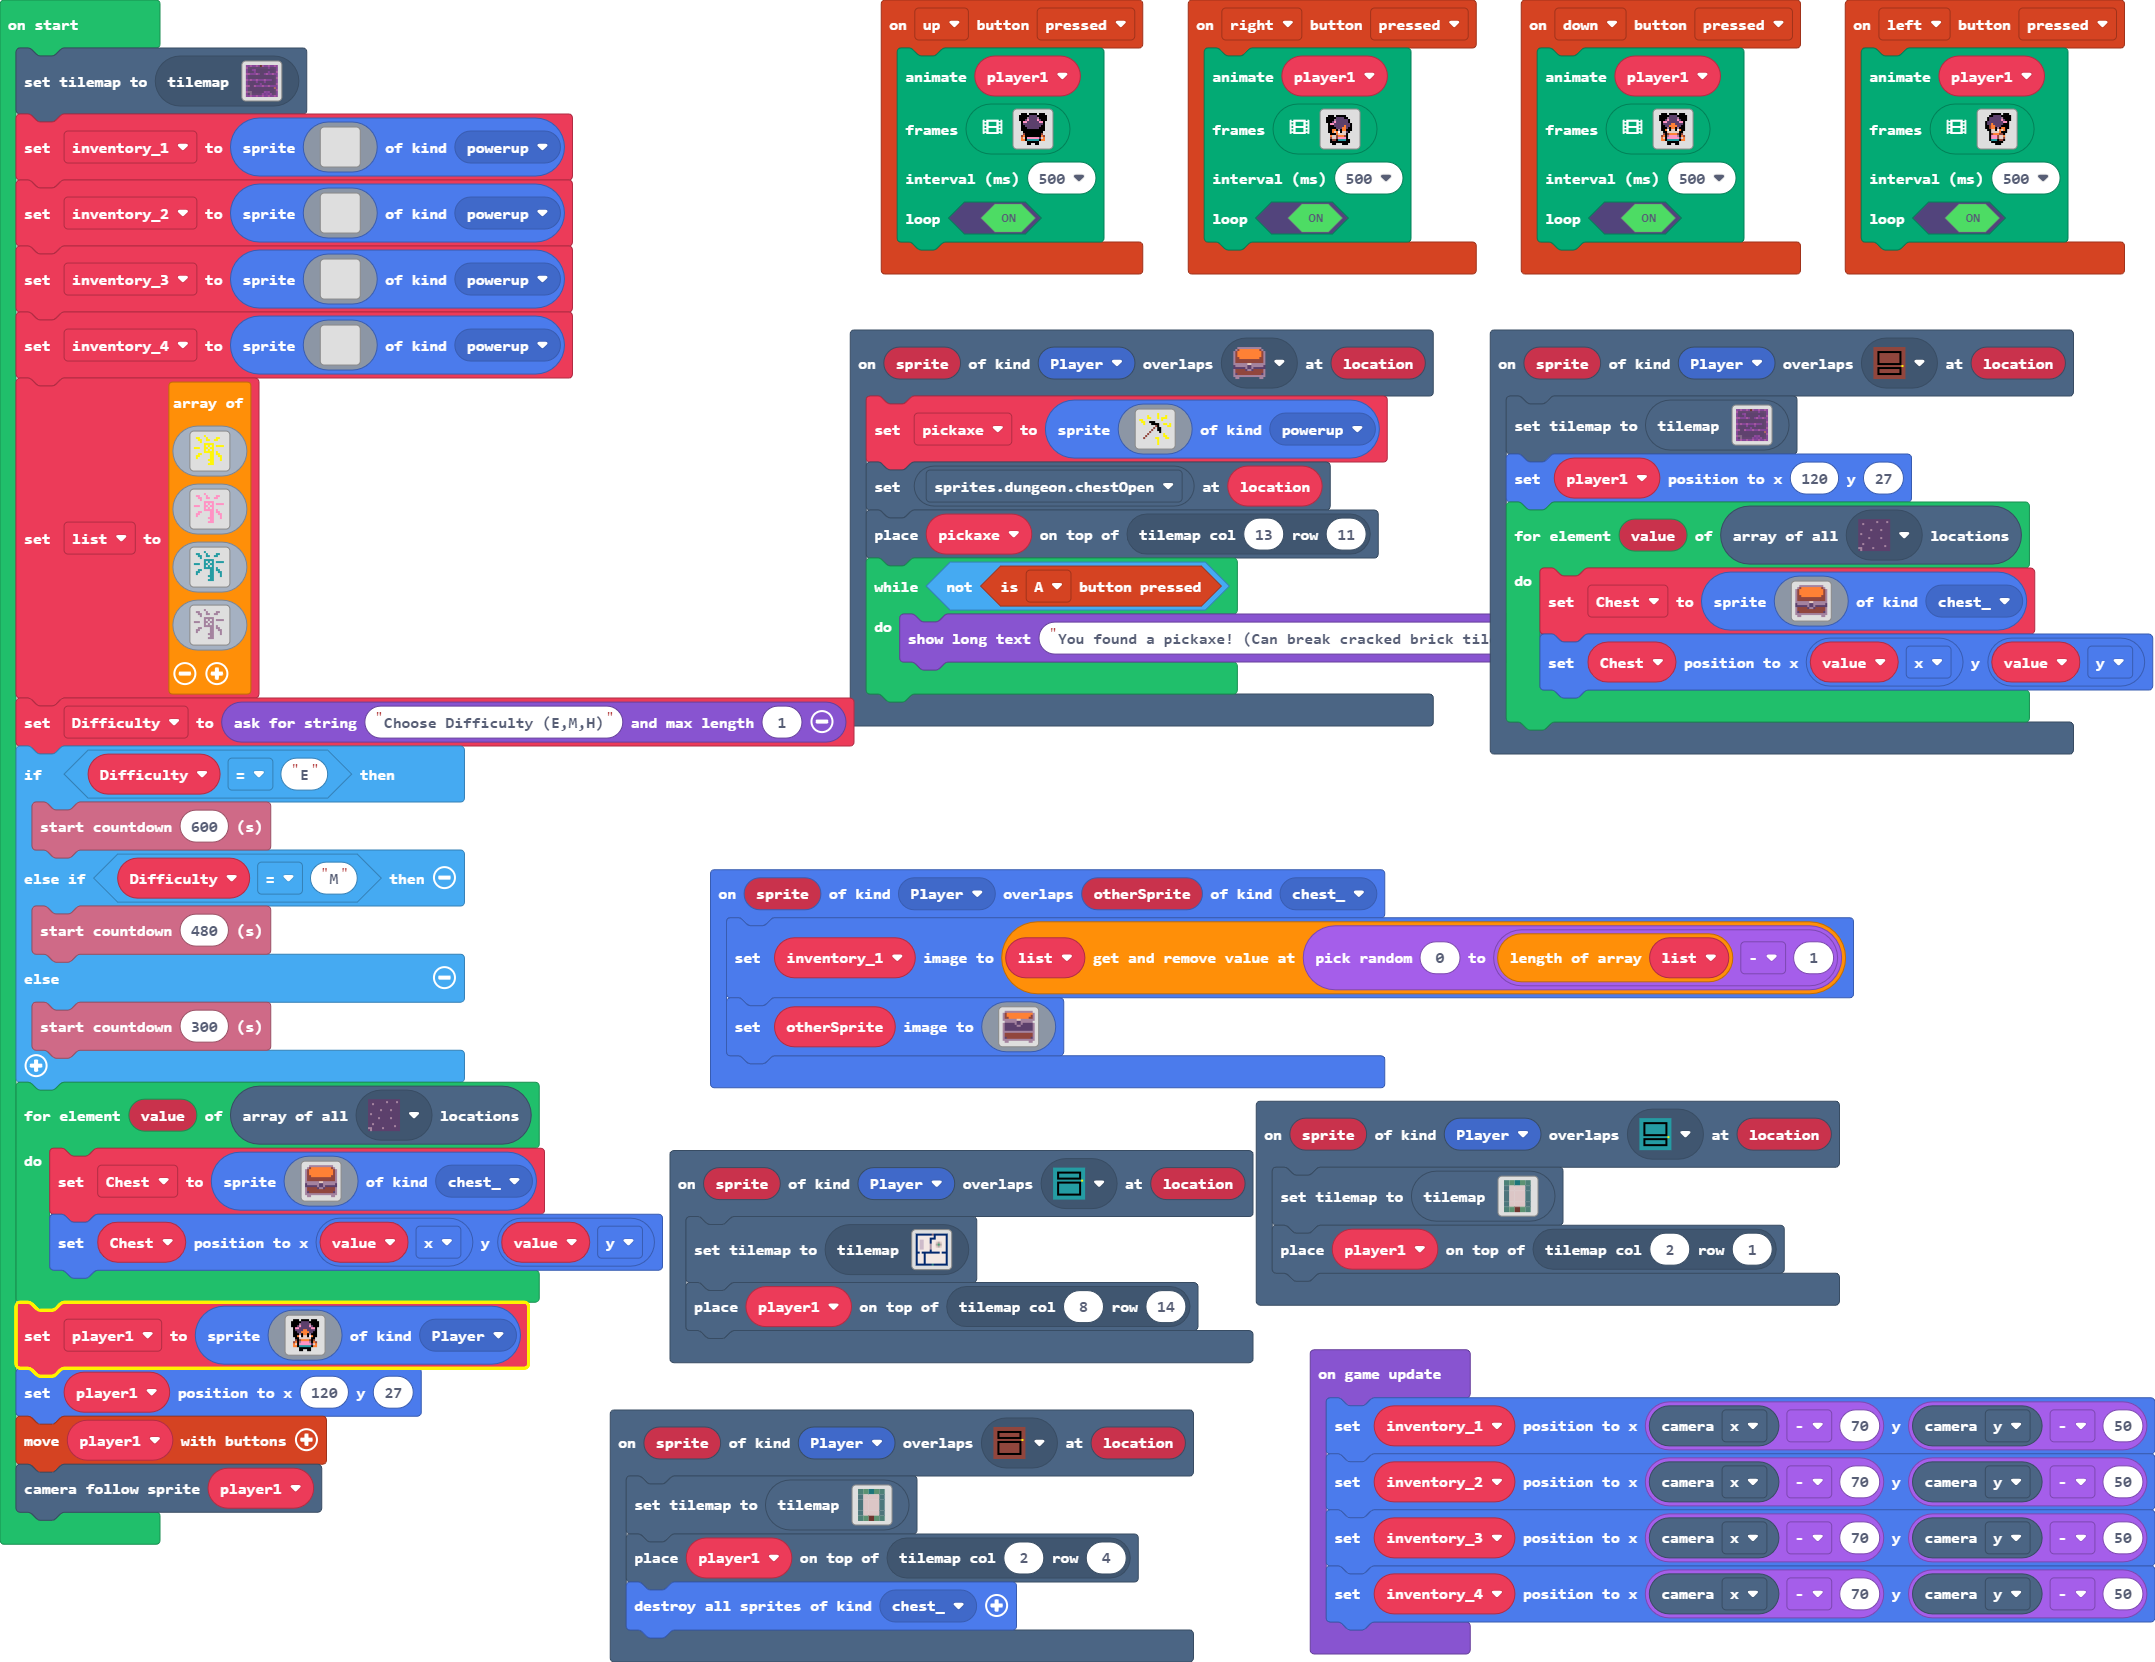 on start
set tilemap to tilemap
set inventory_1 to sprite of kind powerup
set inventory_2 to sprite of kind powerup
set inventory_3 to sprite of kind powerup
set inventory_4 to sprite of kind powerup
array of
set list to
set Difficulty to ask for string "Choose Difficulty (E,M,H)" and max length 1
if Difficulty = "E" then
start countdown 600 (s)
else if Difficulty = "M" then
start countdown 480 (s)
else
start countdown 300 (s)
for element value of array of all locations
do
set Chest to sprite of kind chest_
set Chest position to x value x y value y
set player1 to sprite of kind Player
set player1 position to x 120 y 27
move player1 with buttons
camera follow sprite player1
on up button pressed
animate player1
frames
interval (ms) 500
loop ON
on right button pressed
animate player1
frames
interval (ms) 500
loop ON
on down button pressed
animate player1
frames
interval (ms) 500
loop ON
on left button pressed
animate player1
frames
interval (ms) 500
loop ON
on sprite of kind Player overlaps at location
set pickaxe to sprite of kind powerup
set sprites.dungeon.chestOpen at location
place pickaxe on top of tilemap col 13 row 11
while not is A button pressed
do
show long text "You found a pickaxe! (Can break cracked brick til
on sprite of kind Player overlaps at location
set tilemap to tilemap
set player1 position to x 120 y 27
for element value of array of all locations
do
set Chest to sprite of kind chest_
set Chest position to x value x y value y
on sprite of kind Player overlaps otherSprite of kind chest_
set inventory_1 image to list get and remove value at pick random 0 to length of array list - 1
set otherSprite image to
on sprite of kind Player overlaps at location
set tilemap to tilemap
place player1 on top of tilemap col 8 row 14
on sprite of kind Player overlaps at location
set tilemap to tilemap
place player1 on top of tilemap col 2 row 1
on sprite of kind Player overlaps at location
set tilemap to tilemap
place player1 on top of tilemap col 2 row 4
destroy all sprites of kind chest_
on game update
set inventory_1 position to x camera x - 70 y camera y - 50
set inventory_2 position to x camera x - 70 y camera y - 50
set inventory_3 position to x camera x - 70 y camera y - 50
set inventory_4 position to x camera x - 70 y camera y - 50